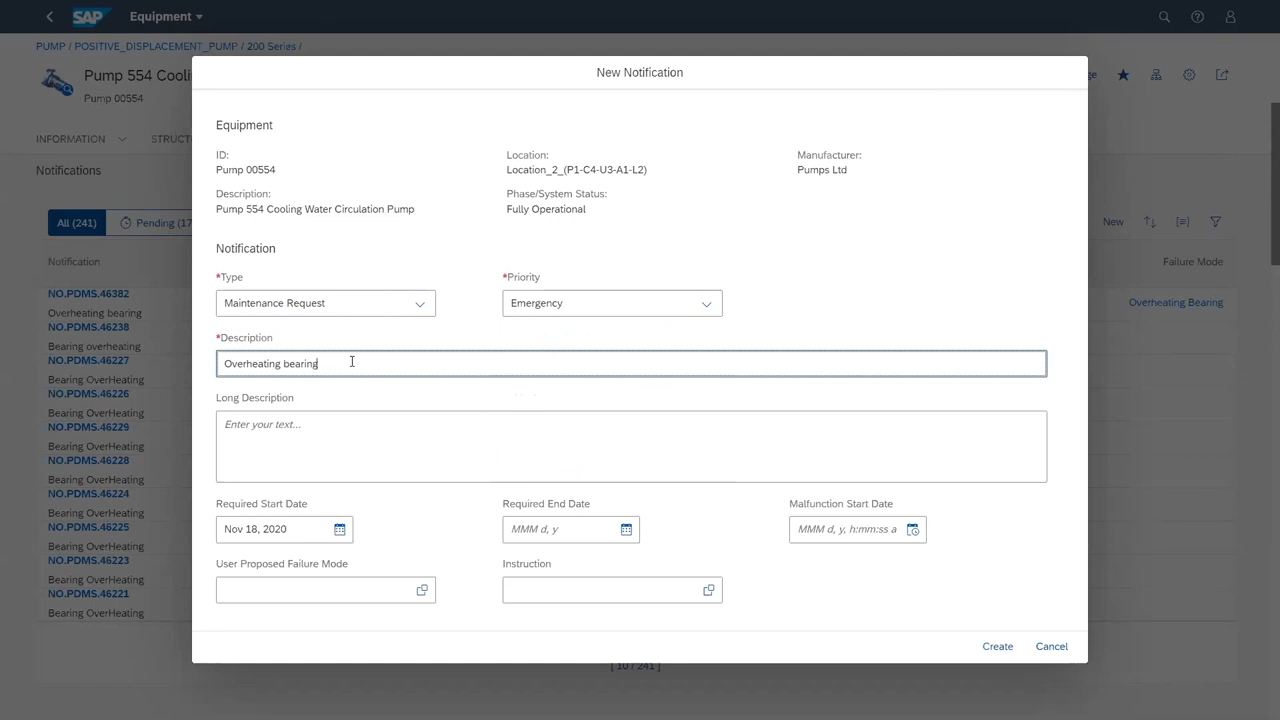 SAP Equipment
PUMP / POSITIVE_DISPLACEMENT_PUMP / 200 Series /
Pump 554 Cooli
Pump 00554
ge
INFORMATION
STRUCT
Notifications
All (241)
Pending (17
New
Notification
Failure Mode
NO.PDMS.46382
Overheating bearing
Overheating Bearing
NO.PDMS.46238
Bearing overheating
NO.PDMS.46227
Bearing OverHeating
NO.PDMS.46226
Bearing OverHeating
NO.PDMS.46229
Bearing OverHeating
NO.PDMS.46228
Bearing OverHeating
NO.PDMS.46224
Bearing OverHeating
NO.PDMS.46225
Bearing OverHeating
NO.PDMS.46223
Bearing OverHeating
NO.PDMS.46221
Bearing OverHeating
[ 10 / 241 ]
New Notification
Equipment
ID:
Pump 00554
Location:
Location_2_(P1-C4-U3-A1-L2)
Manufacturer:
Pumps Ltd
Description:
Pump 554 Cooling Water Circulation Pump
Phase/System Status:
Fully Operational
Notification
*Type
Maintenance Request
*Priority
Emergency
*Description
Overheating bearing
Long Description
Enter your text...
Required Start Date
Nov 18, 2020
Required End Date
MMM d, y
Malfunction Start Date
MMM d, y, h:mm:ss a
User Proposed Failure Mode
Instruction
Create
Cancel